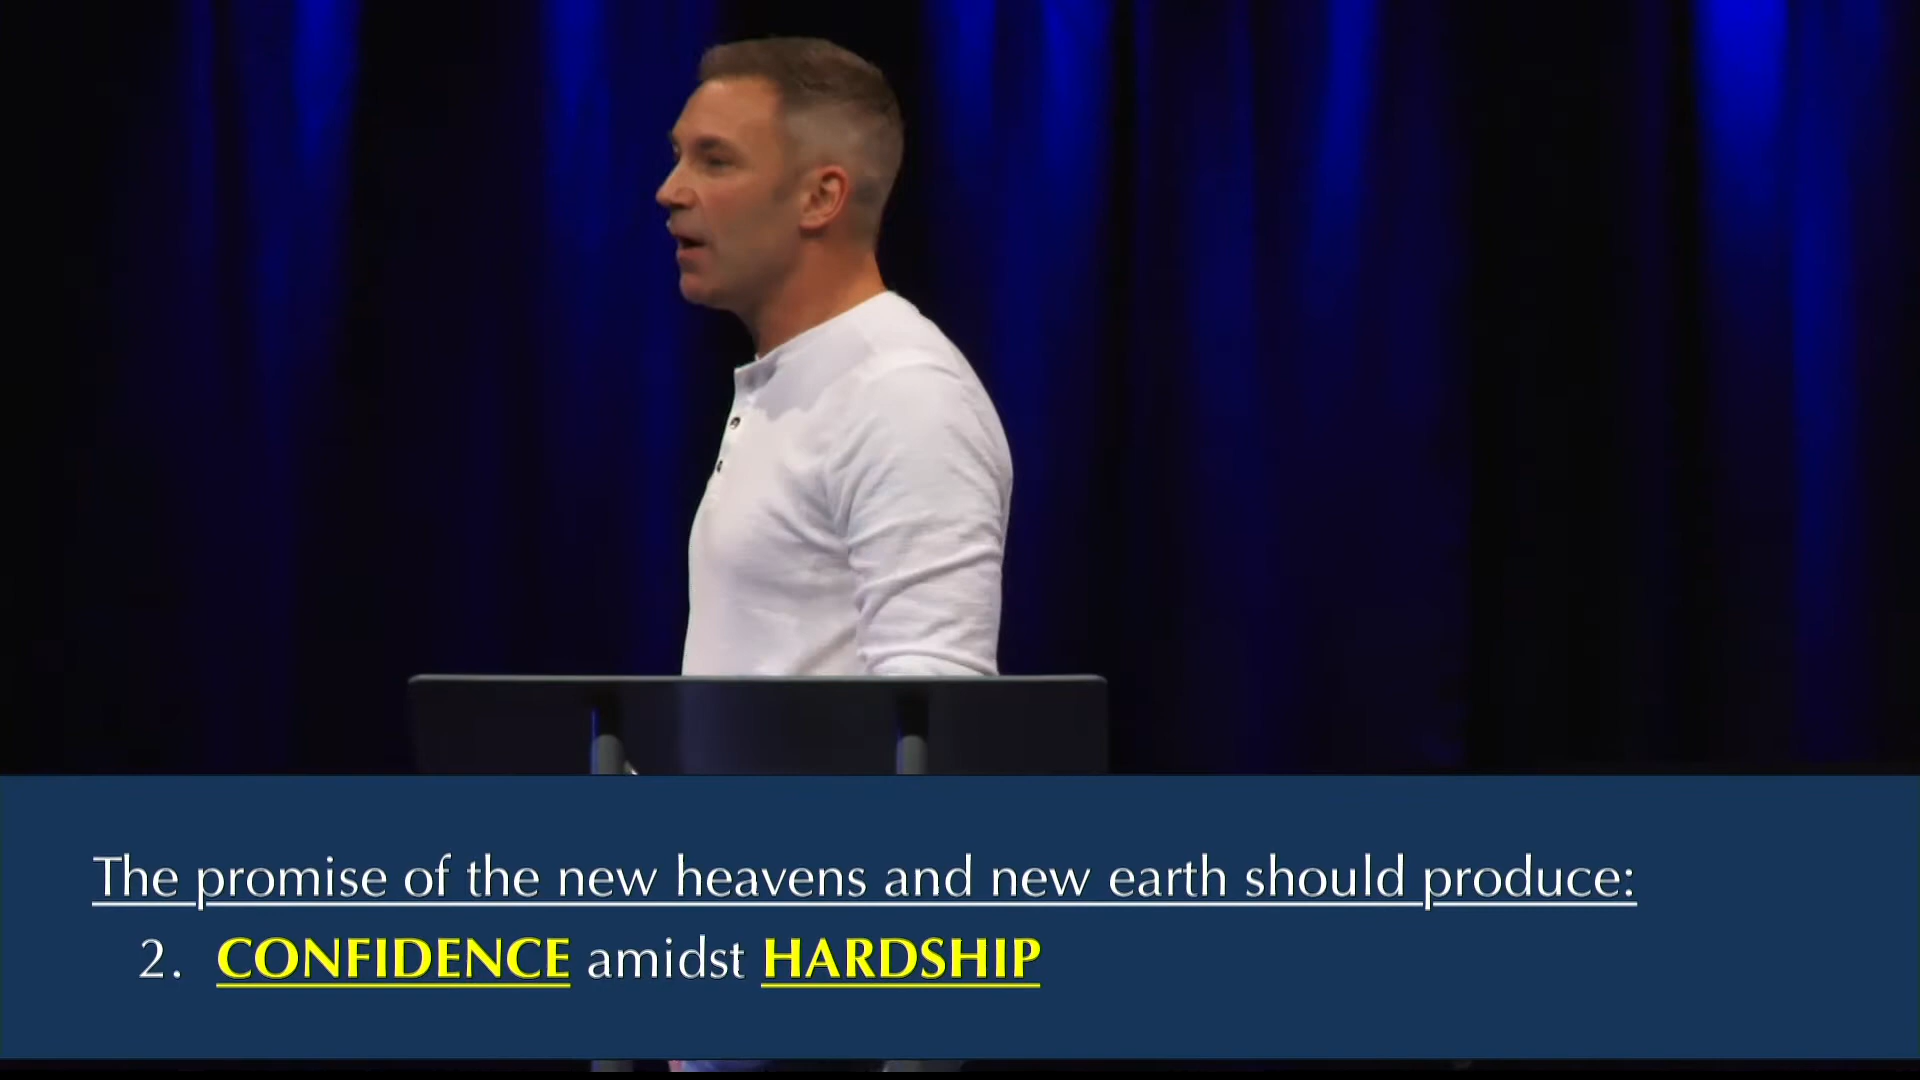 The promise of the new heavens and new earth should produce:
2. CONFIDENCE amidst HARDSHIP